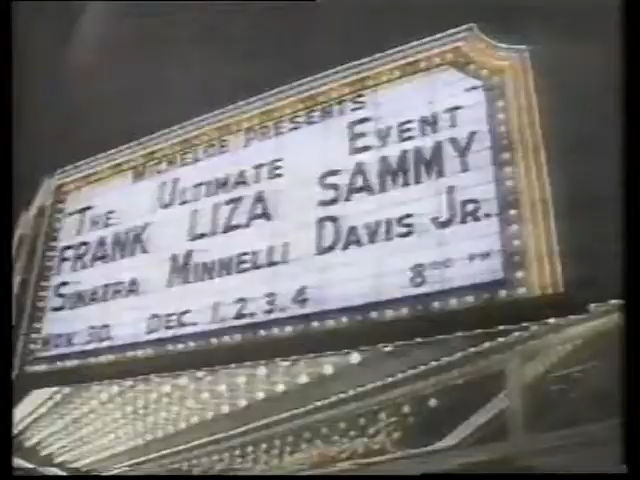 MICHELOB PRESENTS
THE ULTIMATE EVENT
FRANK LIZA SAMMY
SINATRA MINNELLI DAVIS JR.
NOV. 30, DEC. 1, 2, 3, 4 8:00 PM